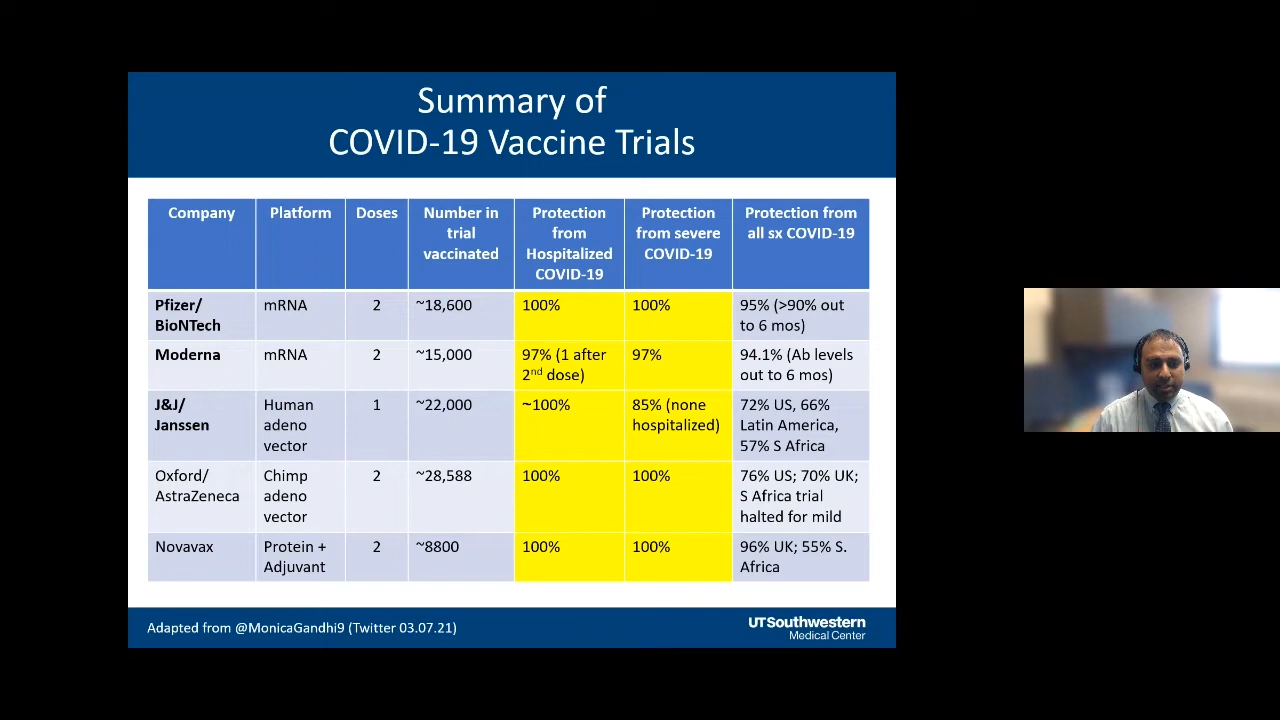 Summary of
COVID-19 Vaccine Trials
Company
Platform
Doses
Number in
trial
vaccinated
Protection
from
Hospitalized
COVID-19
Protection
from severe
COVID-19
Protection from
all sx COVID-19
Pfizer/
BioNTech
mRNA
2
~18,600
100%
100%
95% (>90% out
to 6 mos)
Moderna
mRNA
2
~15,000
97% (1 after
2nd dose)
97%
94.1% (Ab levels
out to 6 mos)
J&J/
Janssen
Human
adeno
vector
1
~22,000
~100%
85% (none
hospitalized)
72% US, 66%
Latin America,
57% S Africa
Oxford/
AstraZeneca
Chimp
adeno
vector
2
~28,588
100%
100%
76% US; 70% UK;
S Africa trial
halted for mild
Novavax
Protein +
Adjuvant
2
~8800
100%
100%
96% UK; 55% S.
Africa
Adapted from @MonicaGandhi9 (Twitter 03.07.21)
UTSouthwestern
Medical Center